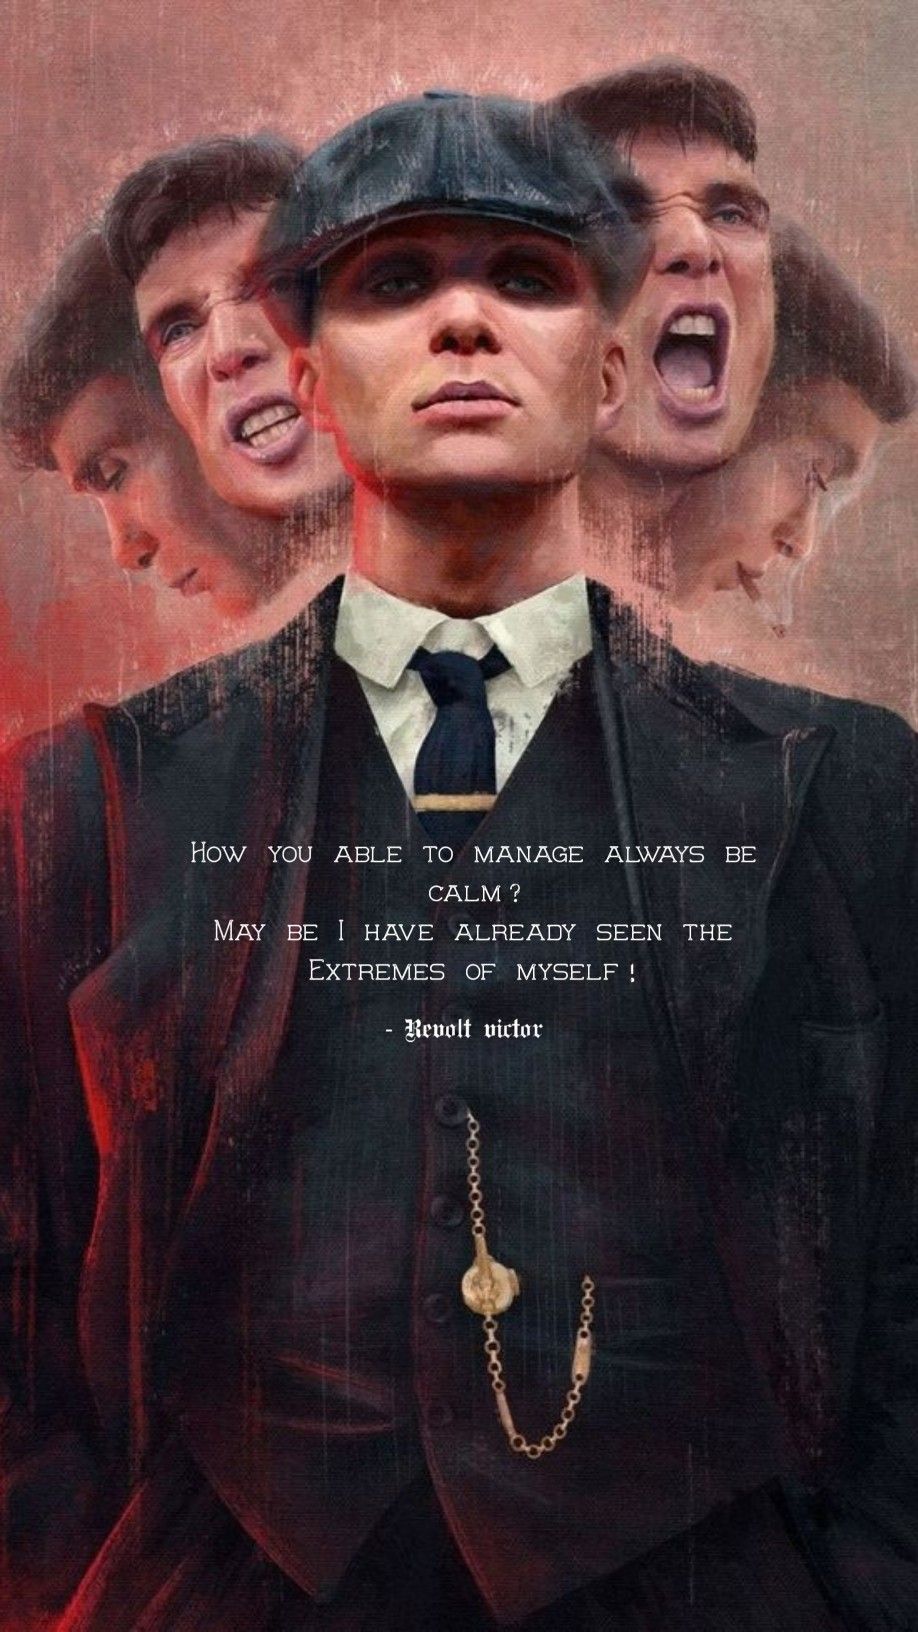 How you able to manage always be
calm ?
May be I have already seen the
Extremes of myself !
- Revolt victor